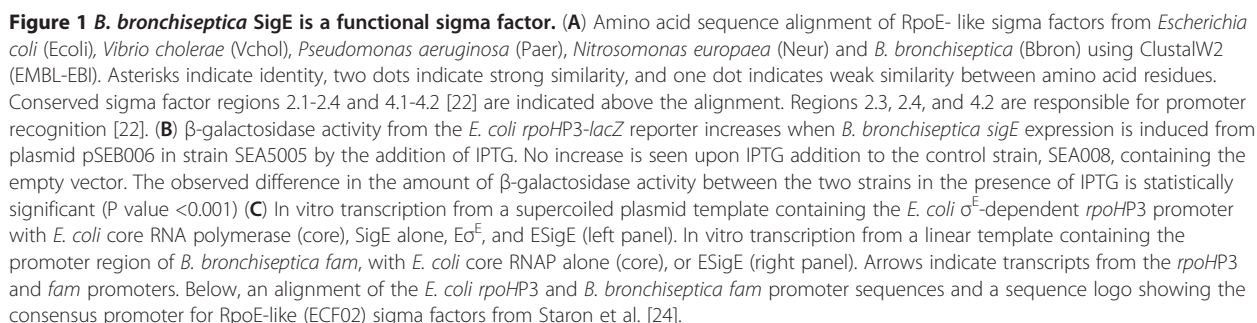 Figure 1 B. bronchiseptica SigE is a functional sigma factor. (A) Amino acid sequence alignment of RpoE- like sigma factors from Escherichia
coli (Ecoli), Vibrio cholerae (Vchol), Pseudomonas aeruginosa (Paer), Nitrosomonas europaea (Neur) and B. bronchiseptica (Bbron) using ClustalW2
(EMBL-EBI). Asterisks indicate identity, two dots indicate strong similarity, and one dot indicates weak similarity between amino acid residues.
Conserved sigma factor regions 2.1-2.4 and 4.1-4.2 [22] are indicated above the alignment. Regions 2.3, 2.4, and 4.2 are responsible for promoter
recognition [22]. (B) β-galactosidase activity from the E. coli rpoHP3-lacZ reporter increases when B. bronchiseptica sigE expression is induced from
plasmid pSEB006 in strain SEA5005 by the addition of IPTG. No increase is seen upon IPTG addition to the control strain, SEA008, containing the
empty vector. The observed difference in the amount of β-galactosidase activity between the two strains in the presence of IPTG is statistically
significant (P value <0.001) (C) In vitro transcription from a supercoiled plasmid template containing the E. coli σE-dependent rpoHP3 promoter
with E. coli core RNA polymerase (core), SigE alone, EσE, and ESigE (left panel). In vitro transcription from a linear template containing the
promoter region of B. bronchiseptica fam, with E. coli core RNAP alone (core), or ESigE (right panel). Arrows indicate transcripts from the rpoHP3
and fam promoters. Below, an alignment of the E. coli rpoHP3 and B. bronchiseptica fam promoter sequences and a sequence logo showing the
consensus promoter for RpoE-like (ECF02) sigma factors from Staron et al. [24].